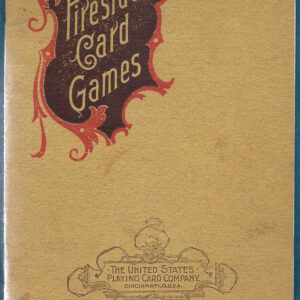 Fireside
Card
Games
THE UNITED STATES
PLAYING CARD COMPANY.
CINCINNATI, O. U.S.A.